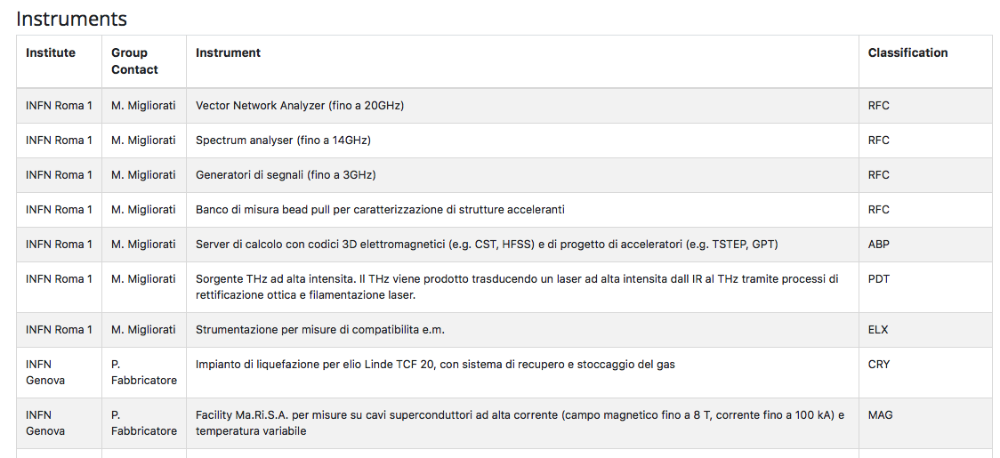 Instruments
Institute Group Contact Instrument Classification
INFN Roma 1 M. Migliorati Vector Network Analyzer (fino a 20GHz) RFC
INFN Roma 1 M. Migliorati Spectrum analyser (fino a 14GHz) RFC
INFN Roma 1 M. Migliorati Generatori di segnali (fino a 3GHz) RFC
INFN Roma 1 M. Migliorati Banco di misura bead pull per caratterizzazione di strutture acceleranti RFC
INFN Roma 1 M. Migliorati Server di calcolo con codici 3D elettromagnetici (e.g. CST, HFSS) e di progetto di acceleratori (e.g. TSTEP, GPT) ABP
INFN Roma 1 M. Migliorati Sorgente THz ad alta intensita. Il THz viene prodotto trasducendo un laser ad alta intensita dall IR al THz tramite processi di
rettificazione ottica e filamentazione laser. PDT
INFN Roma 1 M. Migliorati Strumentazione per misure di compatibilita e.m. ELX
INFN Genova P. Fabbricatore Impianto di liquefazione per elio Linde TCF 20, con sistema di recupero e stoccaggio del gas CRY
INFN Genova P. Fabbricatore Facility Ma.Ri.S.A. per misure su cavi superconduttori ad alta corrente (campo magnetico fino a 8 T, corrente fino a 100 kA) e
temperatura variabile MAG